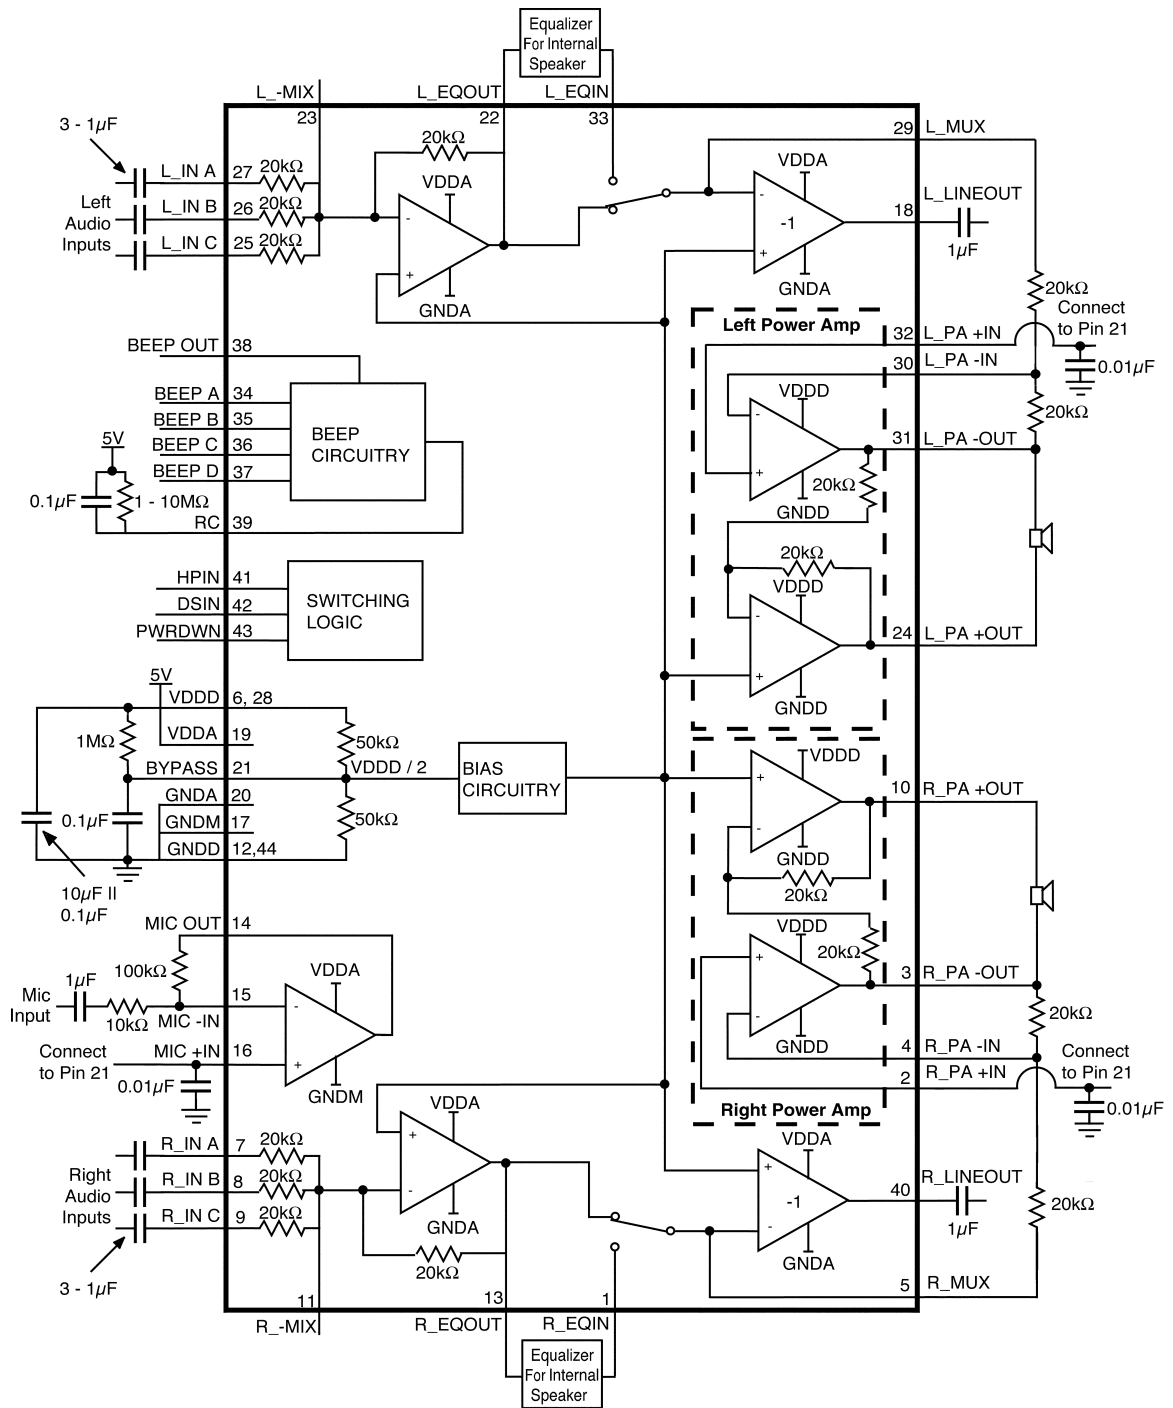 Equalizer
For Internal
Speaker
L_-MIX
L_EQOUT
L_EQIN
23
22
33
3 - 1µF
29
L_MUX
20kΩ
VDDA
VDDA
L_IN A
27
20kΩ
Left
Audio
Inputs
L_IN B
26
20kΩ
L_IN C
25
20kΩ
-
+
GNDA
-
-1
+
GNDA
18
L_LINEOUT
1µF
20kΩ
Connect
to Pin 21
Left Power Amp
32
L_PA +IN
30
L_PA -IN
0.01µF
BEEP OUT
38
VDDD
20kΩ
BEEP A
34
BEEP B
35
BEEP C
36
BEEP D
37
BEEP
CIRCUITRY
-
+
31
L_PA -OUT
5V
0.1µF
1 - 10MΩ
20kΩ
GNDD
RC
39
20kΩ
VDDD
HPIN
41
DSIN
42
PWRDWN
43
SWITCHING
LOGIC
-
+
24
L_PA +OUT
GNDD
5V
VDDD
6, 28
1MΩ
VDDA
19
50kΩ
BYPASS
21
VDDD / 2
BIAS
CIRCUITRY
VDDD
+
-
10
R_PA +OUT
GNDA
20
0.1µF
GNDM
17
50kΩ
GNDD
12,44
GNDD
20kΩ
10µF II
0.1µF
MIC OUT
14
VDDD
20kΩ
100kΩ
VDDA
+
-
3
R_PA -OUT
1µF
Mic
Input
10kΩ
15
MIC -IN
-
+
20kΩ
GNDD
Connect
to Pin 21
MIC +IN
16
4
R_PA -IN
Connect
to Pin 21
0.01µF
GNDM
2
R_PA +IN
Right Power Amp
0.01µF
VDDA
VDDA
R_IN A
7
20kΩ
+
-
+
-1
-
Right
Audio
Inputs
R_IN B
8
20kΩ
R_IN C
9
20kΩ
GNDA
GNDA
40
R_LINEOUT
1µF
20kΩ
20kΩ
3 - 1µF
5
R_MUX
11
13
1
R_-MIX
R_EQOUT
R_EQIN
Equalizer
For Internal
Speaker